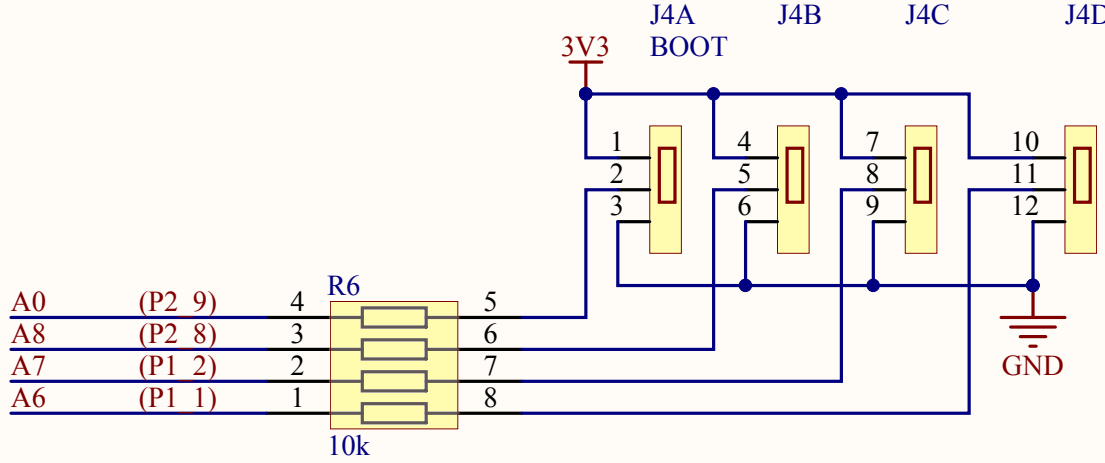 J4A J4B J4C J4D
3V3 BOOT
1 4 7 10
2 5 8 11
3 6 9 12
R6
A0 (P2_9) 4 5
A8 (P2_8) 3 6
A7 (P1_2) 2 7
A6 (P1_1) 1 8
GND
10k